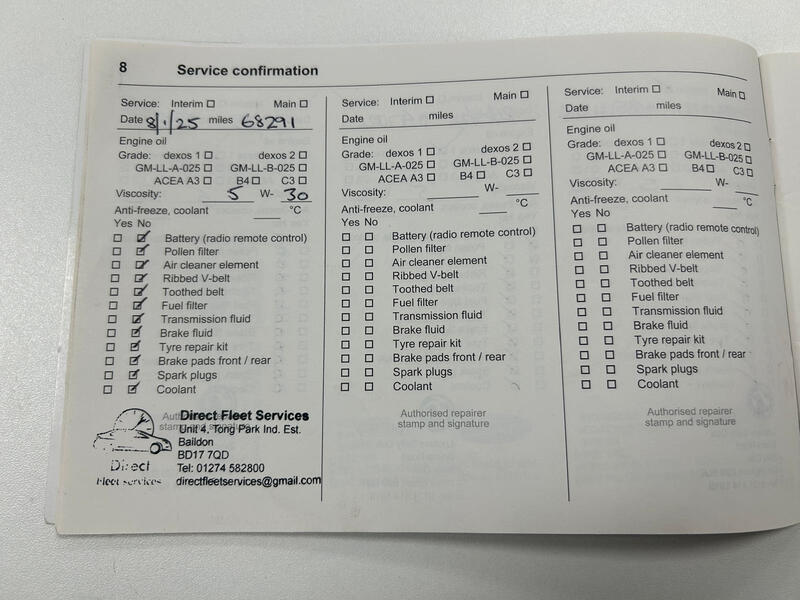 8 Service confirmation
Service: Interim ☐ Main ☐
Date 8/1/25 miles 68291
Engine oil
Grade: dexos 1 ☐ dexos 2 ☐
GM-LL-A-025 ☐ GM-LL-B-025 ☐
ACEA A3 ☐ B4 ☐ C3 ☐
Viscosity: 5 W- 30
Anti-freeze, coolant ____ °C
Yes No
☐ ☑ Battery (radio remote control)
☐ ☑ Pollen filter
☐ ☑ Air cleaner element
☐ ☑ Ribbed V-belt
☐ ☑ Toothed belt
☐ ☑ Fuel filter
☐ ☑ Transmission fluid
☐ ☑ Brake fluid
☐ ☑ Tyre repair kit
☐ ☑ Brake pads front / rear
☐ ☑ Spark plugs
☐ ☑ Coolant
stamp and signature
Direct Fleet Services
Unit 4, Tong Park Ind. Est.
Baildon
BD17 7QD
Tel: 01274 582800
directfleetservices@gmail.com
Direct
Fleet services
Service: Interim ☐ Main ☐
Date miles
Engine oil
Grade: dexos 1 ☐ dexos 2 ☐
GM-LL-A-025 ☐ GM-LL-B-025 ☐
ACEA A3 ☐ B4 ☐ C3 ☐
Viscosity: ____ W- ____
Anti-freeze, coolant ____ °C
Yes No
☐ ☐ Battery (radio remote control)
☐ ☐ Pollen filter
☐ ☐ Air cleaner element
☐ ☐ Ribbed V-belt
☐ ☐ Toothed belt
☐ ☐ Fuel filter
☐ ☐ Transmission fluid
☐ ☐ Brake fluid
☐ ☐ Tyre repair kit
☐ ☐ Brake pads front / rear
☐ ☐ Spark plugs
☐ ☐ Coolant
Authorised repairer
stamp and signature
Service: Interim ☐ Main ☐
Date miles
Engine oil
Grade: dexos 1 ☐ dexos 2 ☐
GM-LL-A-025 ☐ GM-LL-B-025 ☐
ACEA A3 ☐ B4 ☐ C3 ☐
Viscosity: ____ W- ____
Anti-freeze, coolant ____ °C
Yes No
☐ ☐ Battery (radio remote control)
☐ ☐ Pollen filter
☐ ☐ Air cleaner element
☐ ☐ Ribbed V-belt
☐ ☐ Toothed belt
☐ ☐ Fuel filter
☐ ☐ Transmission fluid
☐ ☐ Brake fluid
☐ ☐ Tyre repair kit
☐ ☐ Brake pads front / rear
☐ ☐ Spark plugs
☐ ☐ Coolant
Authorised repairer
stamp and signature